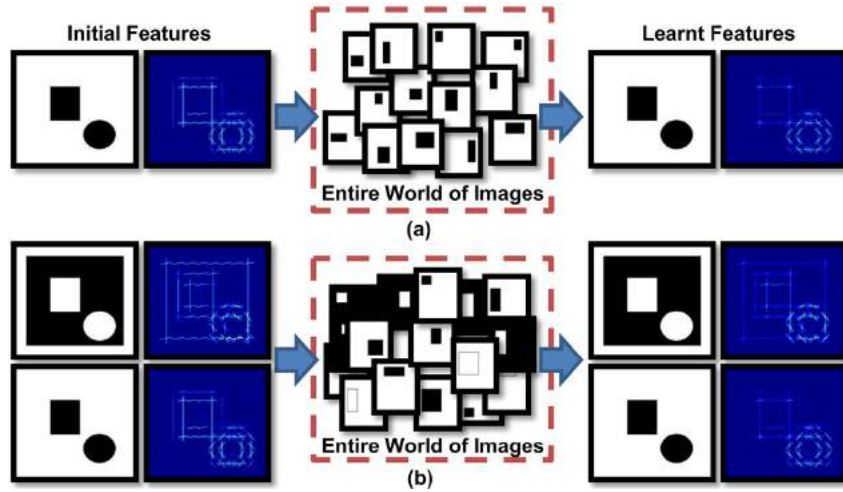 Initial Features
Learnt Features
Entire World of Images
(a)
Entire World of Images
(b)